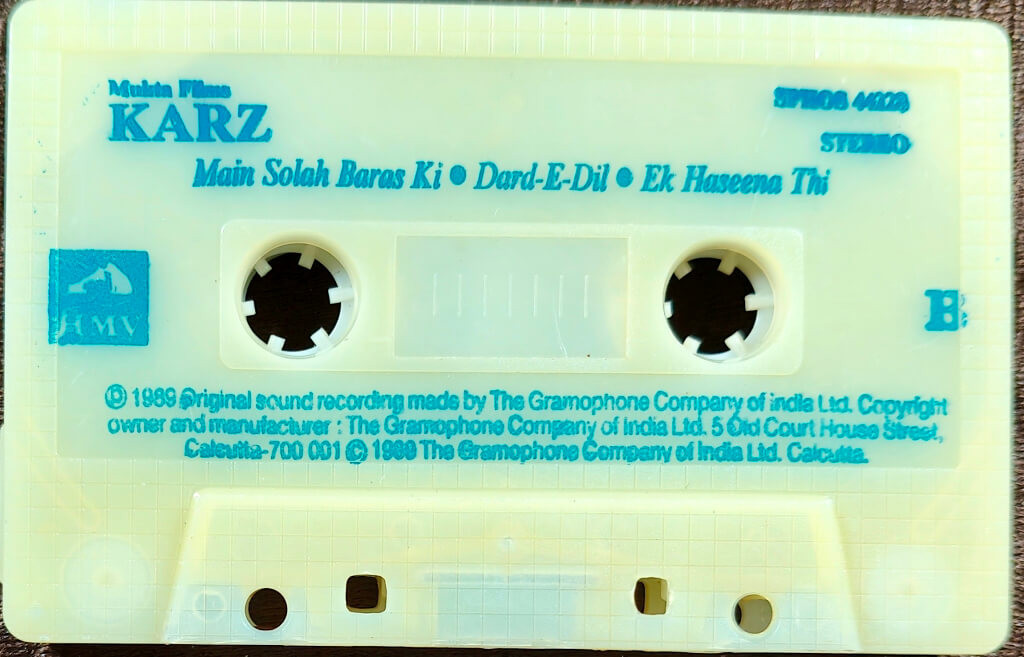 Mukta Films
KARZ
STEREO
Main Solah Baras Ki • Dard-E-Dil • Ek Haseena Thi
HMV
B
Ⓟ 1989 Original sound recording made by The Gramophone Company of India Ltd. Copyright
owner and manufacturer : The Gramophone Company of India Ltd. 5 Old Court House Street,
Calcutta-700 001 © 1989 The Gramophone Company of India Ltd. Calcutta.